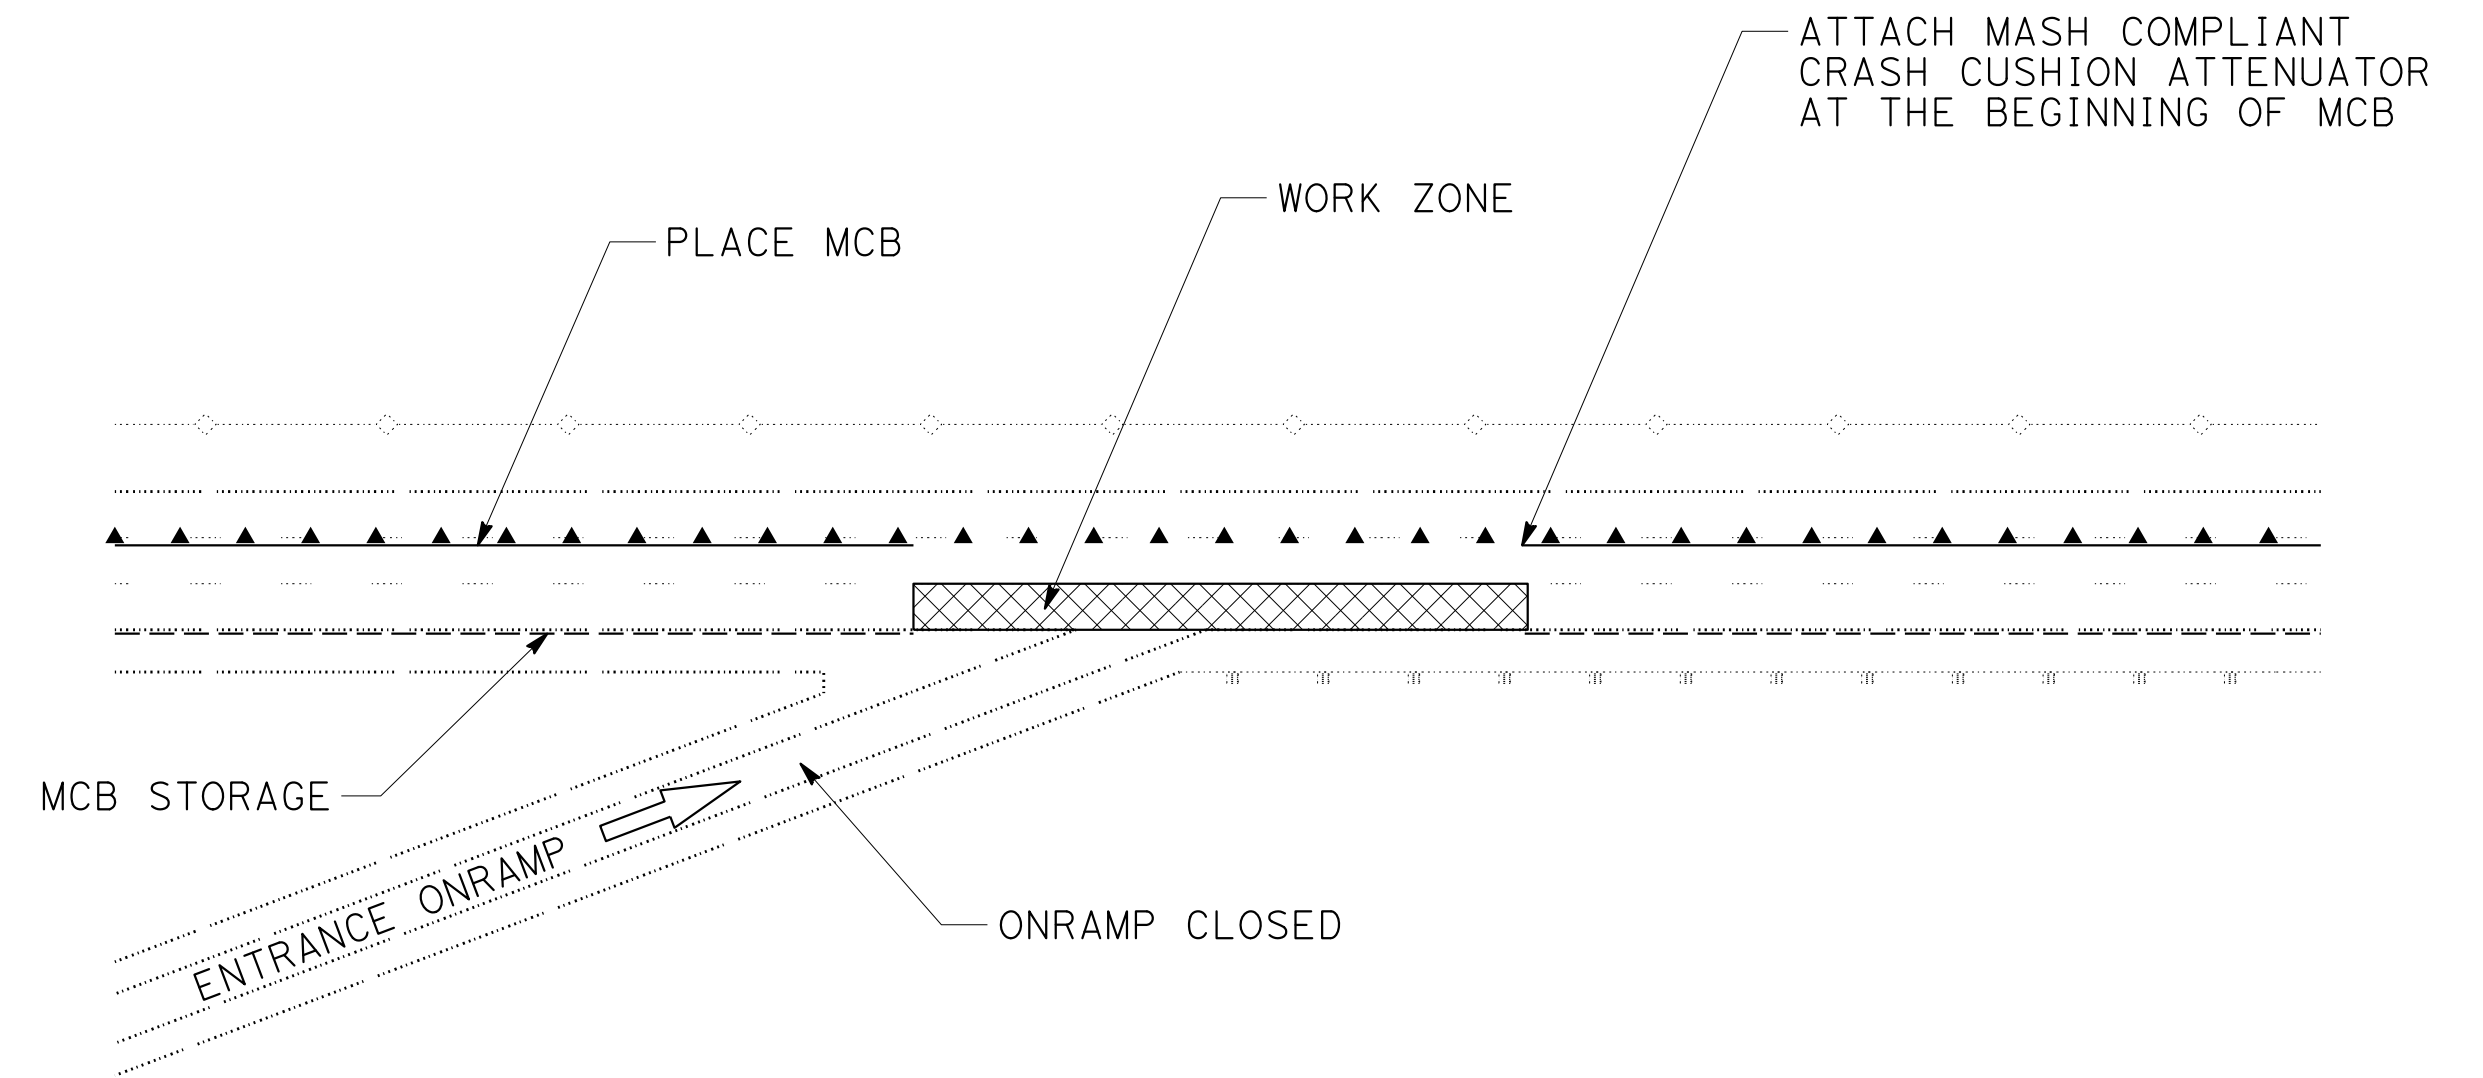 ATTACH MASH COMPLIANT
CRASH CUSHION ATTENUATOR
AT THE BEGINNING OF MCB
WORK ZONE
PLACE MCB
MCB STORAGE
ENTRANCE ONRAMP
ONRAMP CLOSED